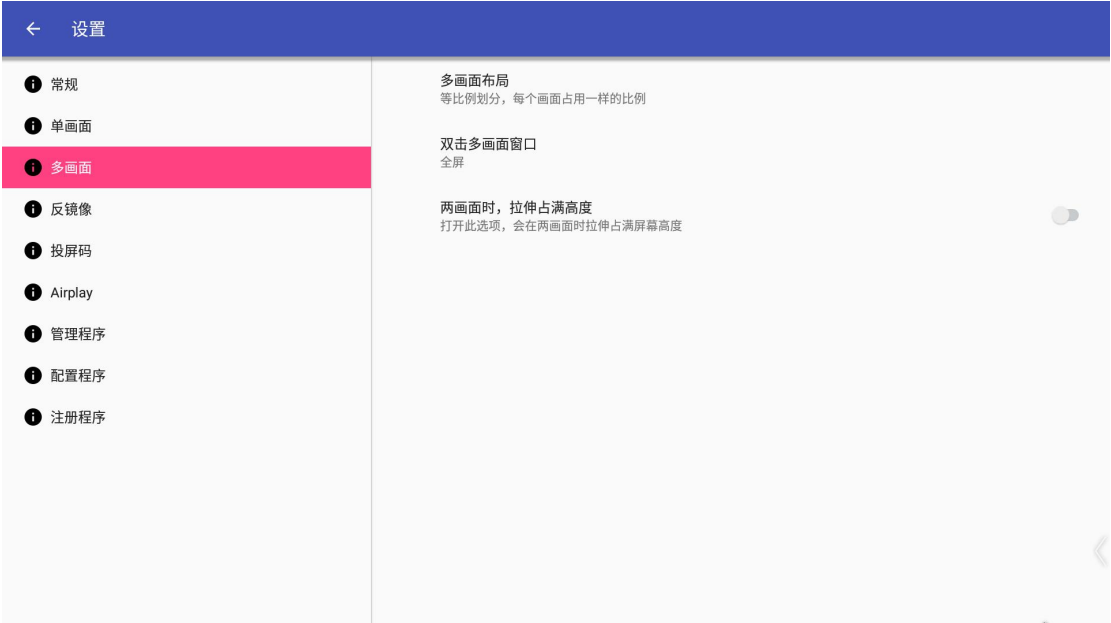 设置
常规
单画面
多画面
反镜像
投屏码
Airplay
管理程序
配置程序
注册程序
多画面布局
等比例划分，每个画面占用一样的比例
双击多画面窗口
全屏
两画面时，拉伸占满高度
打开此选项，会在两画面时拉伸占满屏幕高度